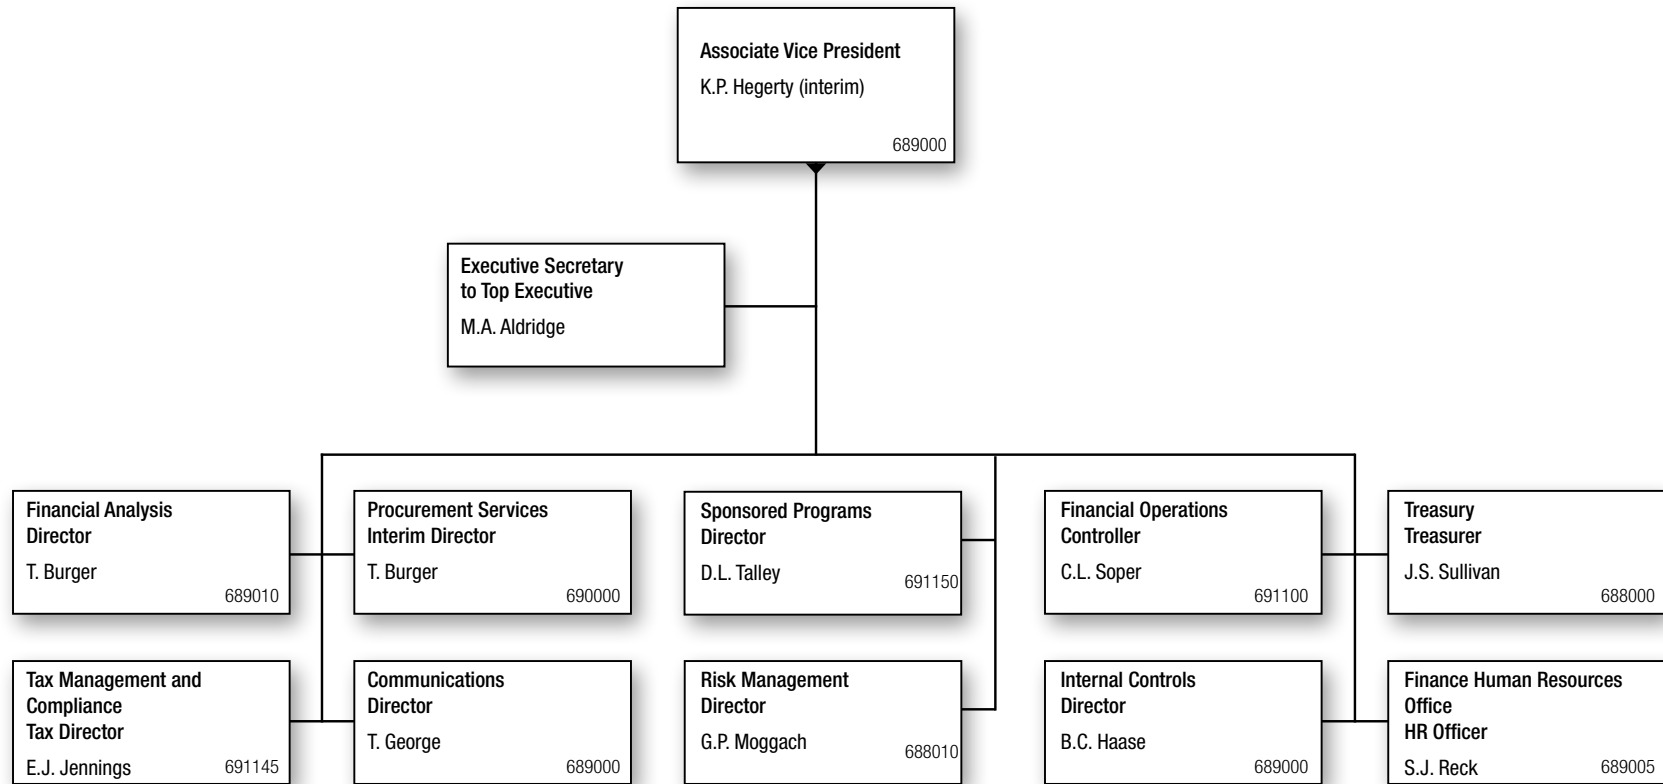 Associate Vice President
K.P. Hegerty (interim)
689000
Executive Secretary
to Top Executive
M.A. Aldridge
Financial Analysis
Director
T. Burger
689010
Procurement Services
Interim Director
T. Burger
690000
Sponsored Programs
Director
D.L. Talley
691150
Financial Operations
Controller
C.L. Soper
691100
Treasury
Treasurer
J.S. Sullivan
688000
Tax Management and
Compliance
Tax Director
E.J. Jennings
691145
Communications
Director
T. George
689000
Risk Management
Director
G.P. Moggach
688010
Internal Controls
Director
B.C. Haase
689000
Finance Human Resources
Office
HR Officer
S.J. Reck
689005